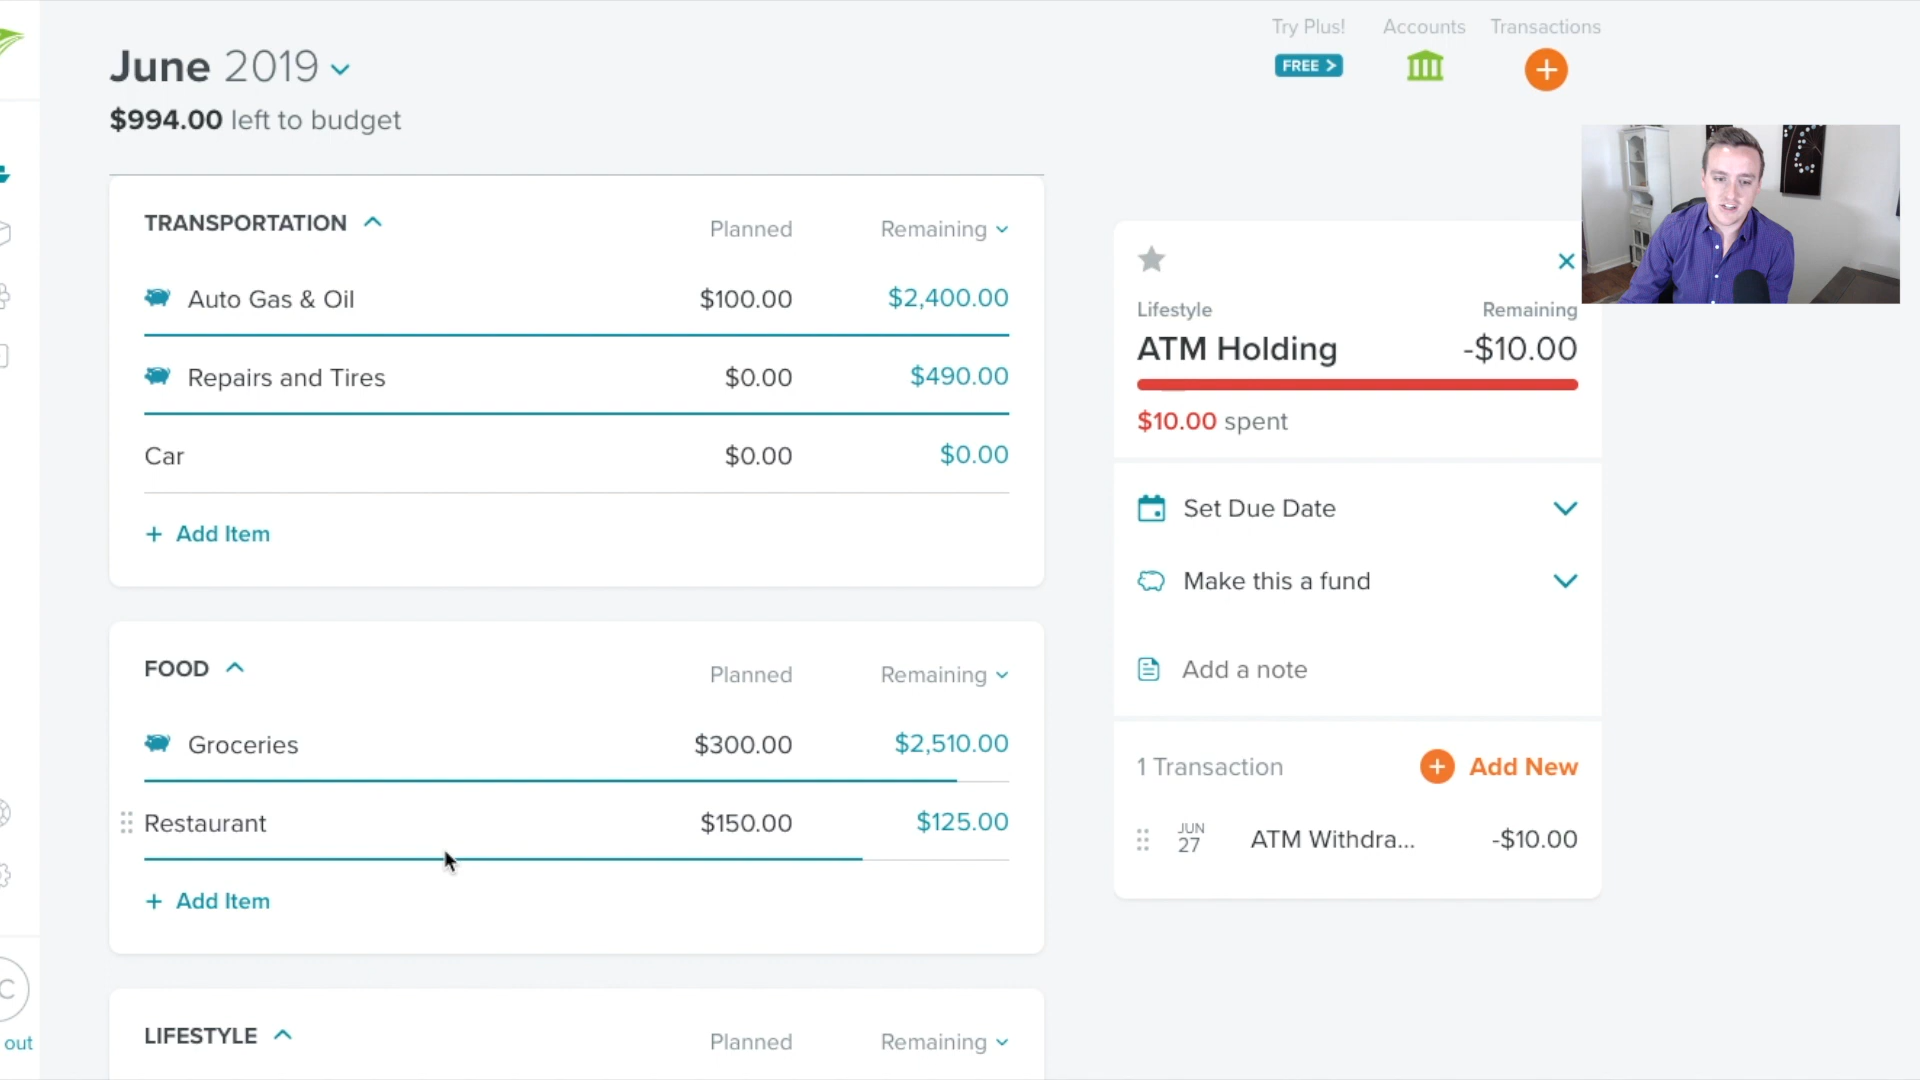 June 2019
$994.00 left to budget
Try Plus!
FREE >
Accounts
Transactions
TRANSPORTATION Planned Remaining
Auto Gas & Oil $100.00 $2,400.00
Repairs and Tires $0.00 $490.00
Car $0.00 $0.00
+ Add Item
FOOD Planned Remaining
Groceries $300.00 $2,510.00
Restaurant $150.00 $125.00
+ Add Item
LIFESTYLE Planned Remaining
Lifestyle Remaining
ATM Holding -$10.00
$10.00 spent
Set Due Date
Make this a fund
Add a note
1 Transaction + Add New
JUN
27 ATM Withdra... -$10.00
C
out